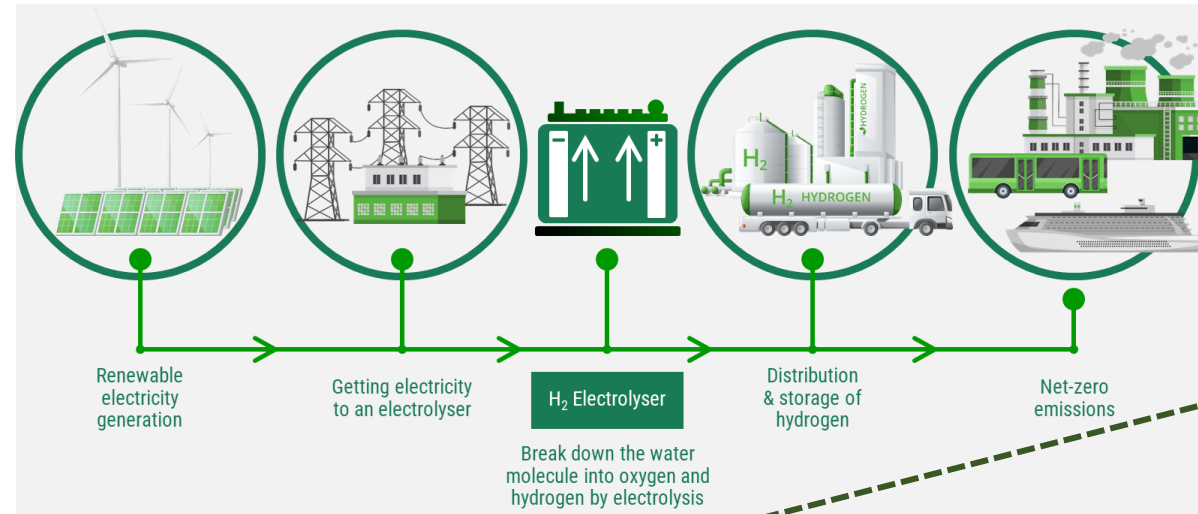 H2
HYDROGEN
H2 HYDROGEN
- +
Renewable
electricity
generation
Getting electricity
to an electrolyser
H2 Electrolyser
Break down the water
molecule into oxygen and
hydrogen by electrolysis
Distribution
& storage of
hydrogen
Net-zero
emissions